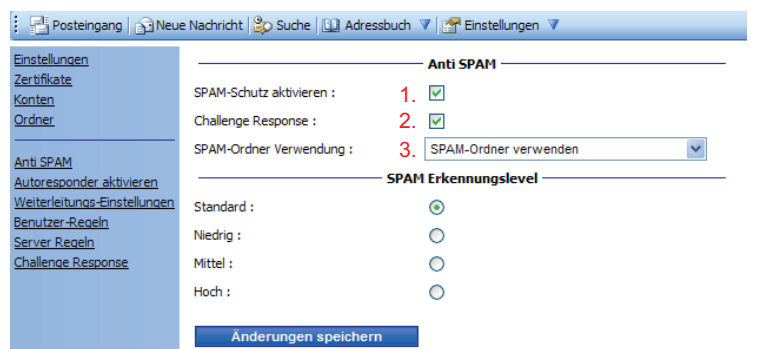 Posteingang Neue Nachricht Suche Adressbuch Einstellungen
Einstellungen
Zertifikate
Konten
Ordner
Anti SPAM
Autoresponder aktivieren
Weiterleitungs-Einstellungen
Benutzer-Regeln
Server Regeln
Challenge Response
Anti SPAM
SPAM-Schutz aktivieren : 1.
Challenge Response : 2.
SPAM-Ordner Verwendung : 3. SPAM-Ordner verwenden
SPAM Erkennungslevel
Standard :
Niedrig :
Mittel :
Hoch :
Änderungen speichern